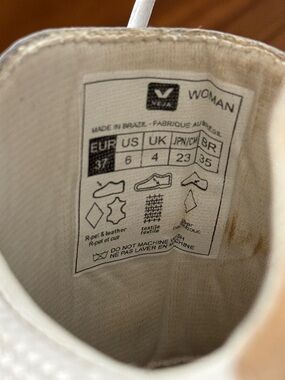 VEJA
WOMAN
MADE IN BRAZIL - FABRIQUE AU BRESIL
EUR US UK JPN/CH BR
37 6 4 23 35
R-pet & leather
R-pet et cuir
textile
textile
DO NOT MACHINE WASH
NE PAS LAVER EN MACHINE